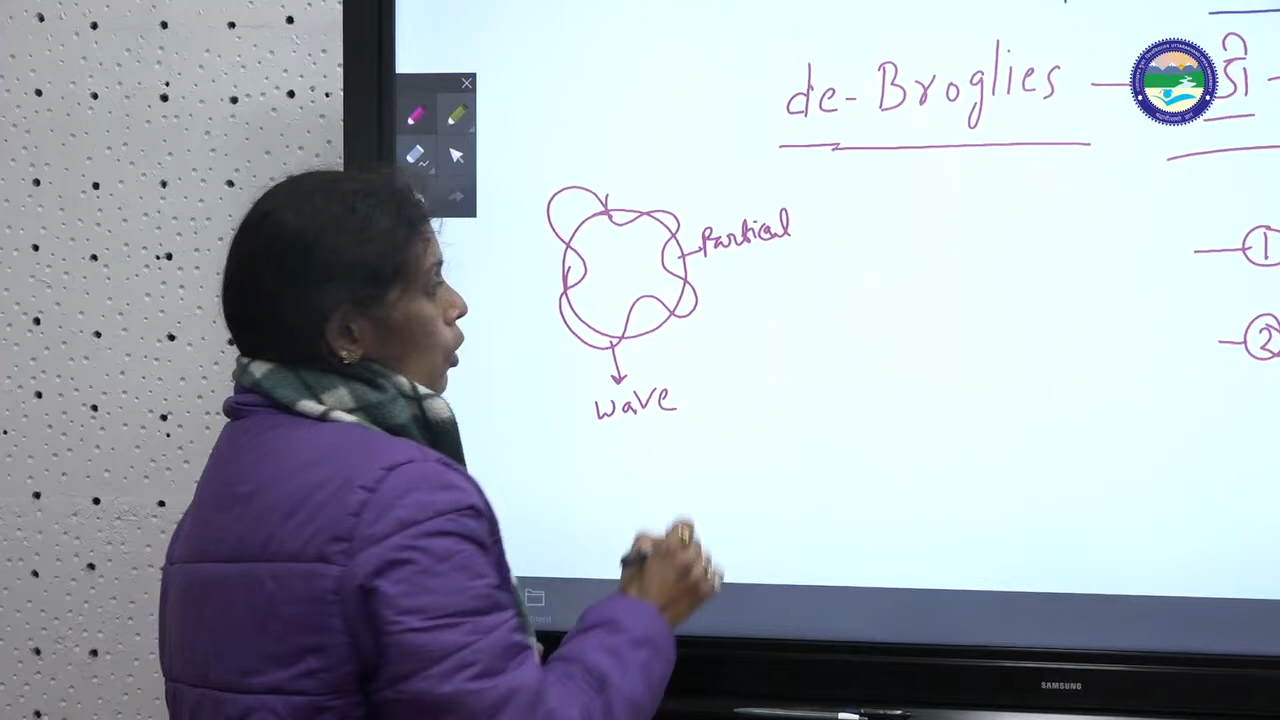 de-Broglies — डी -
Partical
①
②
wave
SAMSUNG